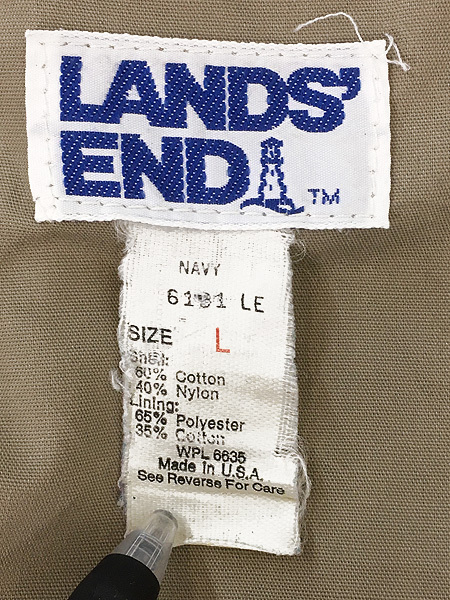 LANDS'
END
TM
NAVY
6131 LE
SIZE L
Shell:
60% Cotton
40% Nylon
Lining:
65% Polyester
35% Cotton
WPL 6635
Made in U.S.A.
See Reverse For Care